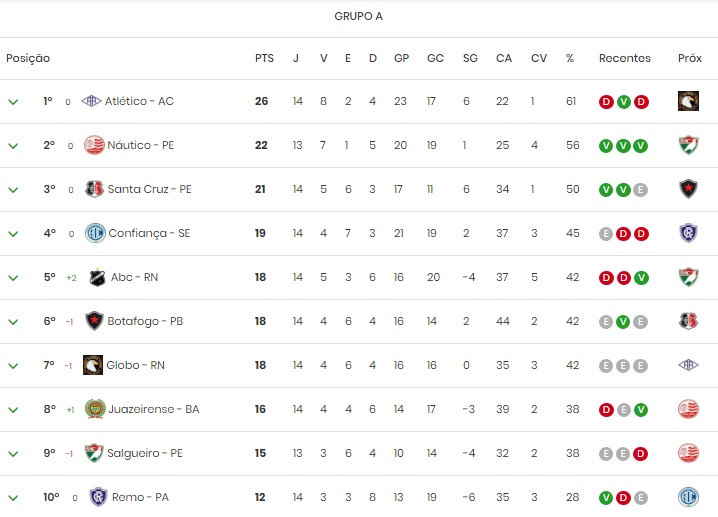 GRUPO A
Posição PTS J V E D GP GC SG CA CV % Recentes Próx
1º 0 Atlético - AC 26 14 8 2 4 23 17 6 22 1 61 D V D
2º 0 Náutico - PE 22 13 7 1 5 20 19 1 25 4 56 V V V
3º 0 Santa Cruz - PE 21 14 5 6 3 17 11 6 34 1 50 V V E
4º 0 Confiança - SE 19 14 4 7 3 21 19 2 37 3 45 E D D
5º +2 Abc - RN 18 14 5 3 6 16 20 -4 37 5 42 D D V
6º -1 Botafogo - PB 18 14 4 6 4 16 14 2 44 2 42 E V E
7º -1 Globo - RN 18 14 4 6 4 16 16 0 35 3 42 E E E
8º +1 Juazeirense - BA 16 14 4 4 6 14 17 -3 39 2 38 D E V
9º -1 Salgueiro - PE 15 13 3 6 4 10 14 -4 32 2 38 E E D
10º 0 Remo - PA 12 14 3 3 8 13 19 -6 35 3 28 V D E